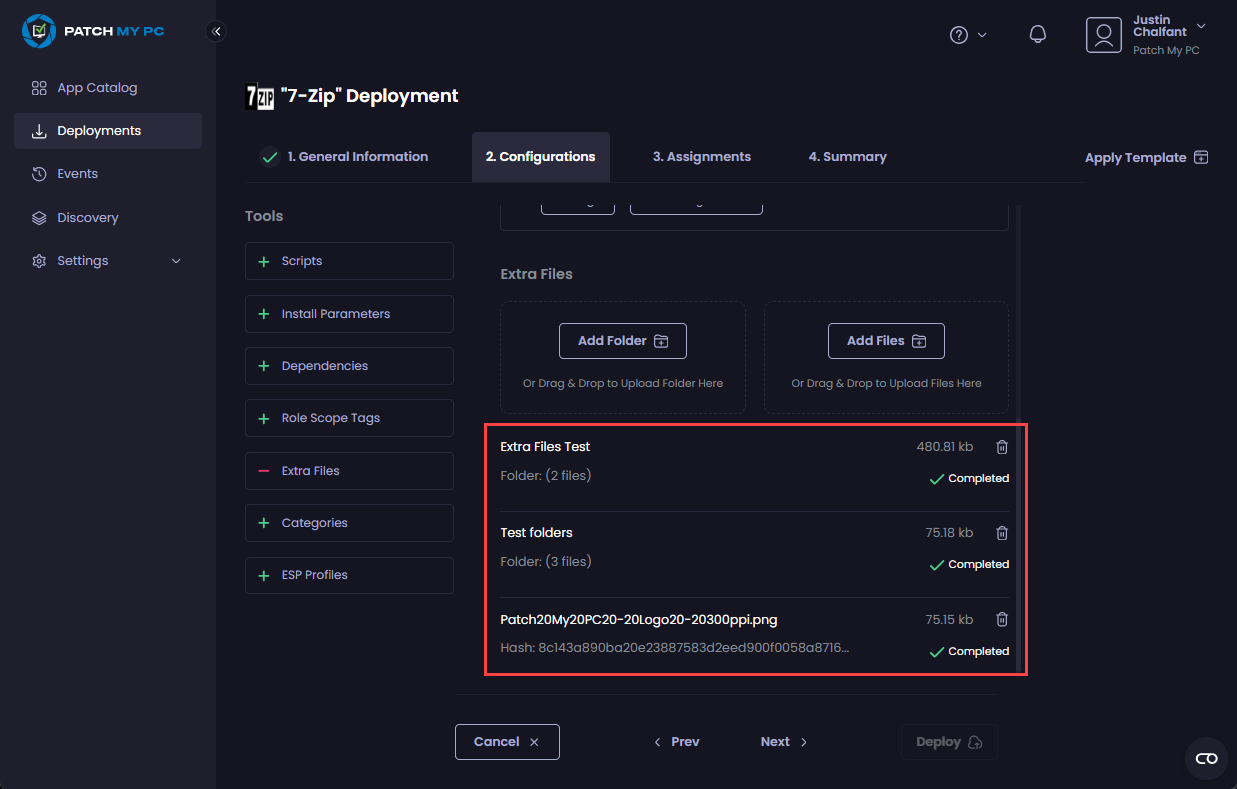 PATCH MY PC
Justin
Chalfant
Patch My PC
App Catalog
Deployments
Events
Discovery
Settings
7ZIP "7-Zip" Deployment
1. General Information
2. Configurations
3. Assignments
4. Summary
Apply Template
Tools
Scripts
Install Parameters
Dependencies
Role Scope Tags
Extra Files
Categories
ESP Profiles
Extra Files
Add Folder
Or Drag & Drop to Upload Folder Here
Add Files
Or Drag & Drop to Upload Files Here
Extra Files Test 480.81 kb
Folder: (2 files) Completed
Test folders 75.18 kb
Folder: (3 files) Completed
Patch20My20PC20-20Logo20-20300ppi.png 75.15 kb
Hash: 8c143a890ba20e23887583d2eed900f0058a8716... Completed
Cancel
Prev
Next
Deploy